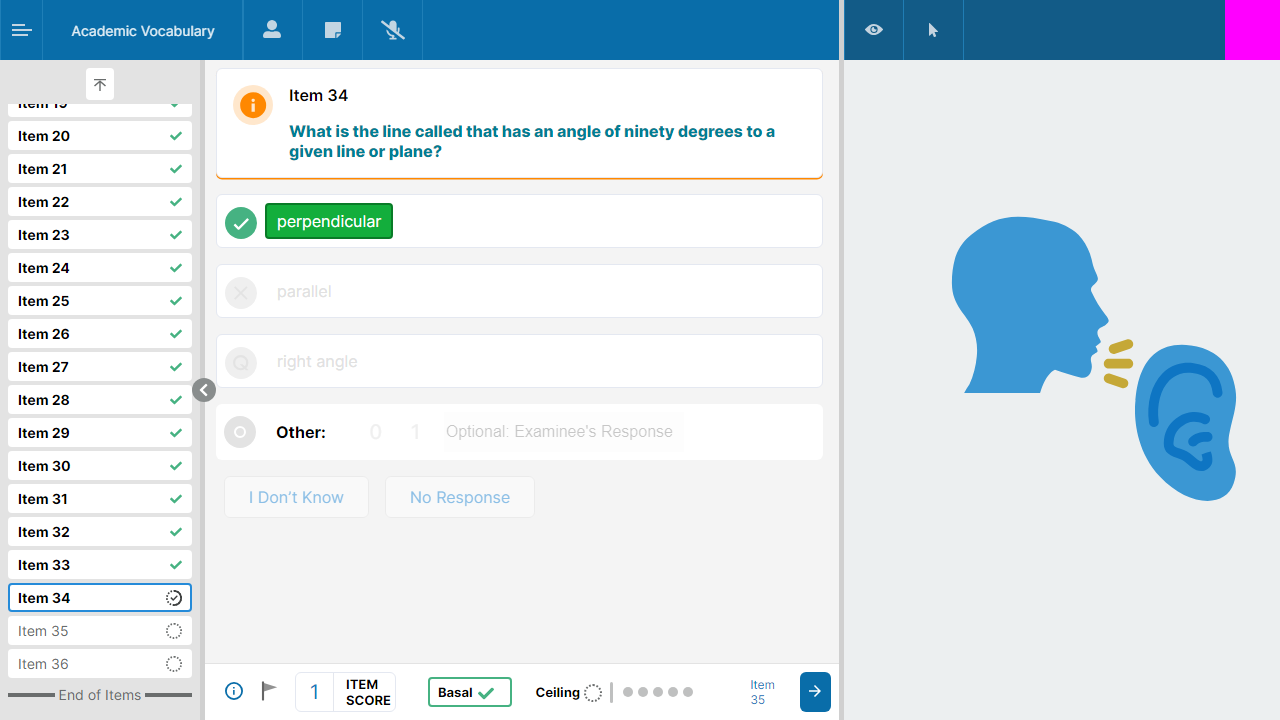 Academic Vocabulary
Item 20
Item 21
Item 22
Item 23
Item 24
Item 25
Item 26
Item 27
Item 28
Item 29
Item 30
Item 31
Item 32
Item 33
Item 34
Item 35
Item 36
End of Items
Item 34
What is the line called that has an angle of ninety degrees to a
given line or plane?
perpendicular
parallel
Q right angle
O Other: 0 1 Optional: Examinee's Response
I Don't Know No Response
1 ITEM
SCORE
Basal
Ceiling
Item
35